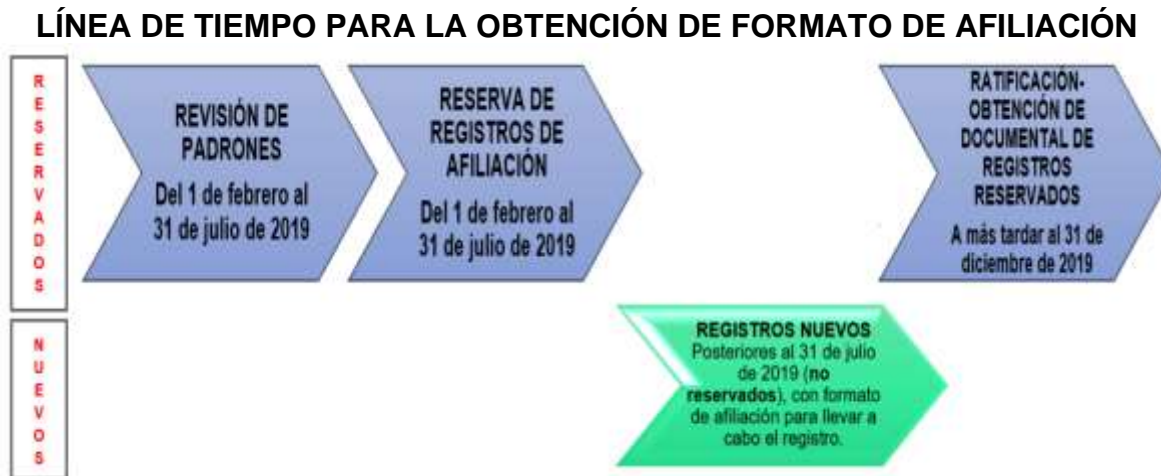 LÍNEA DE TIEMPO PARA LA OBTENCIÓN DE FORMATO DE AFILIACIÓN
RESERVADOS
REVISIÓN DE
PADRONES
Del 1 de febrero al
31 de julio de 2019
RESERVA DE
REGISTROS DE
AFILIACIÓN
Del 1 de febrero al
31 de julio de 2019
RATIFICACIÓN-
OBTENCIÓN DE
DOCUMENTAL DE
REGISTROS
RESERVADOS
A más tardar al 31 de
diciembre de 2019
NUEVOS
REGISTROS NUEVOS
Posteriores al 31 de julio
de 2019 (no
reservados), con formato
de afiliación para llevar a
cabo el registro.